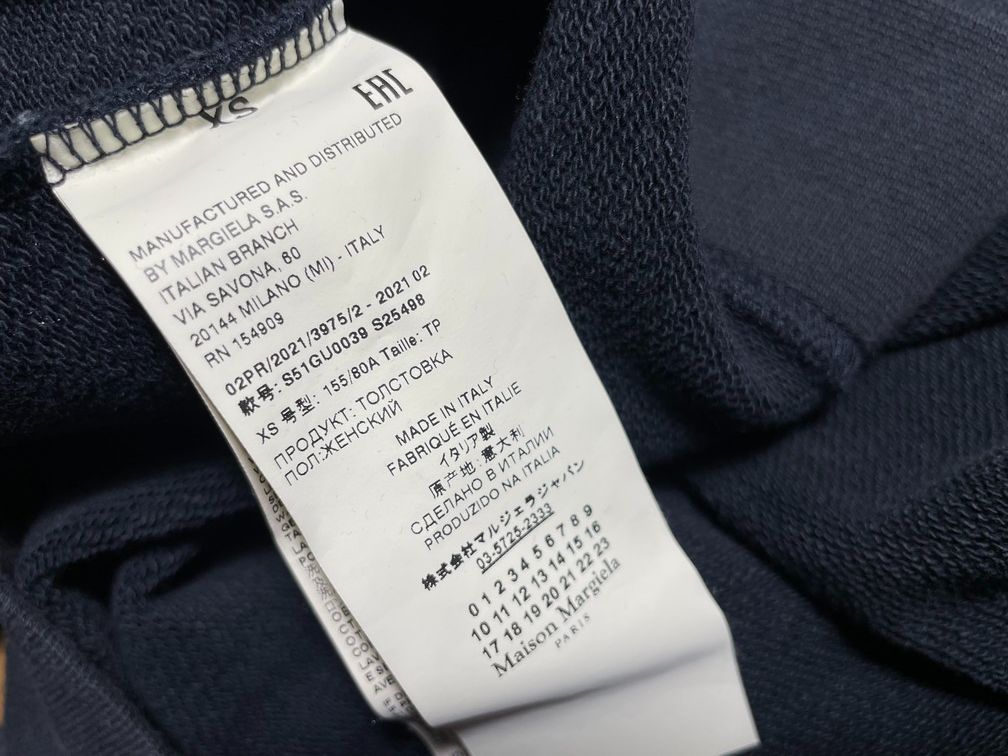 XS
EAC
MANUFACTURED AND DISTRIBUTED
BY MARGIELA S.A.S.
ITALIAN BRANCH
VIA SAVONA, 60
20144 MILANO (MI) - ITALY
RN 154909
02PR/2021/3975/2 - 2021 02
款号: S51GU0039 S25498
XS 号型: 155/80A Taille: TP
ПРОДУКТ: ТОЛСТОВКА
ПОЛ:ЖЕНСКИЙ
MADE IN ITALY
FABRIQUÉ EN ITALIE
イタリア製
原产地: 意大利
СДЕЛАНО В ИТАЛИИ
PRODUZIDO NA ITALIA
株式会社マルジェラジャパン
03-5725-2333
0 1 2 3 4 5 6 7 8 9
10 11 12 13 14 15 16
17 18 19 20 21 22 23
Maison Margiela
PARIS